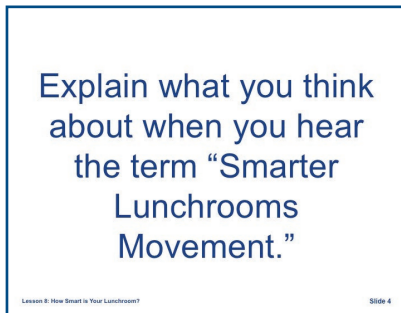 Explain what you think
about when you hear
the term “Smarter
Lunchrooms
Movement.”
Lesson 8: How Smart is Your Lunchroom?
Slide 4